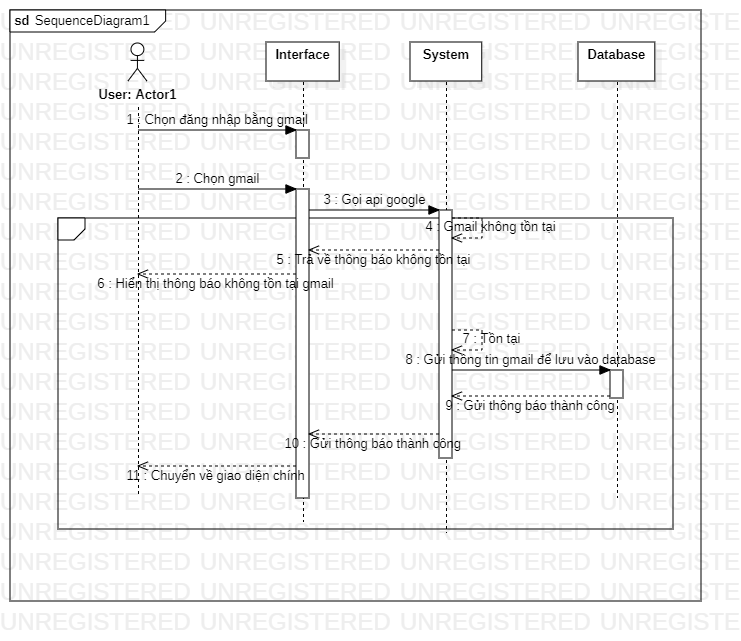 sd SequenceDiagram1
Interface
System
Database
User: Actor1
1 : Chọn đăng nhập bằng gmail
2 : Chọn gmail
3 : Gọi api google
4 : Gmail không tồn tại
5 : Trả về thông báo không tồn tại
6 : Hiển thị thông báo không tồn tại gmail
7 : Tồn tại
8 : Gửi thông tin gmail để lưu vào database
9 : Gửi thông báo thành công
10 : Gửi thông báo thành công
11 : Chuyển về giao diện chính
UNREGISTERED UNREGISTERED UNREGISTERED UNREGISTERED